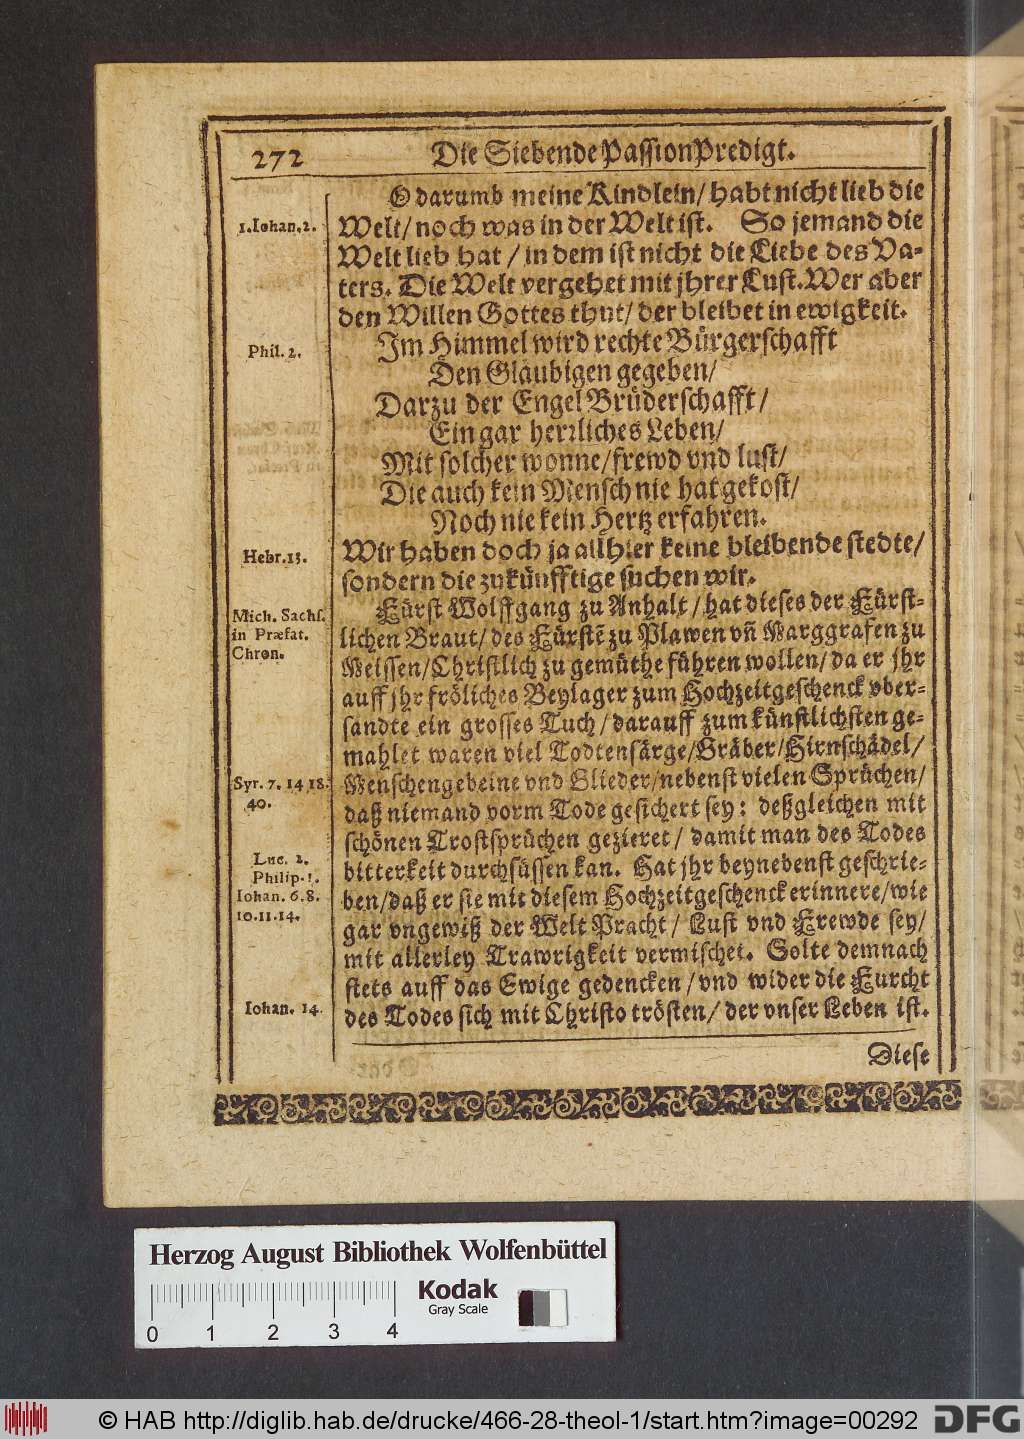 272 Die Siebende PassionPredigt.
O darumb meine Kindlein/ habt nicht lieb die
1.Iohan.2. Welt/ noch was in der Welt ist. So jemand die
Welt lieb hat / in dem ist nicht die Liebe des Va-
ters. Die Welt vergehet mit jhrer Lust. Wer aber
den Willen Gottes thut/ der bleibet in ewigkeit.
Phil. 2. Im Himmel wird rechte Bürgerschafft
Den Gläubigen gegeben/
Darzu der Engel Brüderschafft/
Ein gar herrliches Leben/
Mit solcher wonne/frewd vnd lust/
Die auch kein Mensch nie hat gekost/
Noch nie kein Hertz erfahren.
Hebr.13. Wir haben doch ja allhier keine bleibende stedte/
sondern die zukünfftige suchen wir.
Mich. Sachs. Fürst Wolffgang zu Anhalt / hat dieses der Fürst-
in Præfat. lichen Braut/ des Fürstẽ zu Plawen vñ Marggrafen zu
Chron. Meissen/Christlich zu gemüthe führen wollen/ da er jhr
auff jhr fröliches Beylager zum Hochzeitgeschenck vber-
sandte ein grosses Tuch / darauff zum künstlichsten ge-
mahlet waren viel Todtensärge/Gräber/Hirnschädel/
Syr. 7. 14 18. Menschengebeine vnd Glieder/nebenst vielen Sprüchen/
40. daß niemand vorm Tode gesichert sey: deßgleichen mit
schönen Trostsprüchen gezieret / damit man des Todes
Luc. 2. bitterkeit durchsüssen kan. Hat jhr beynebenst geschrie-
Philip. 1.
Iohan. 6.8. ben/daß er sie mit diesem Hochzeitgeschenck erinnere/wie
10.11.14. gar vngewiß der Welt Pracht / Lust vnd Frewde sey/
mit allerley Trawrigkeit vermischet. Solte demnach
stets auff das Ewige gedencken /vnd wider die Furcht
Iohan. 14. des Todes sich mit Christo trösten/ der vnser Leben ist.
Diese
Herzog August Bibliothek Wolfenbüttel
Kodak
Gray Scale
0 1 2 3 4
© HAB http://diglib.hab.de/drucke/466-28-theol-1/start.htm?image=00292 DFG